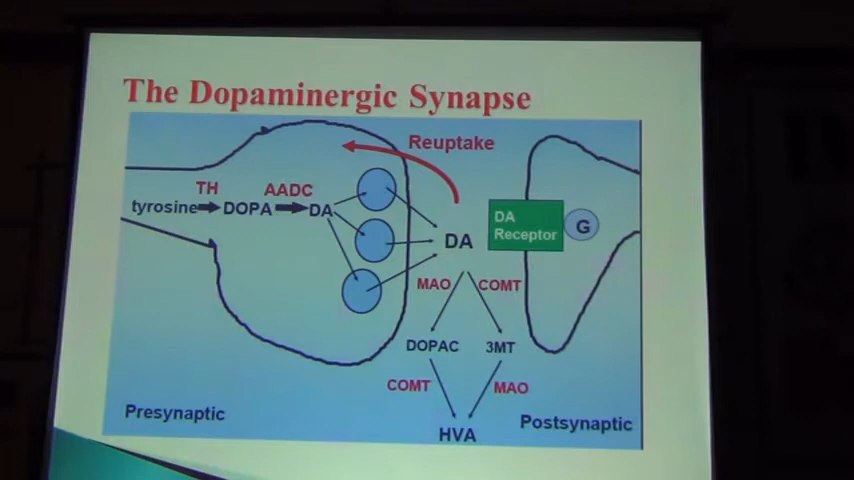 The Dopaminergic Synapse
Reuptake
TH
AADC
tyrosine DOPA DA
DA
DA
Receptor
G
MAO
COMT
DOPAC
3MT
COMT
MAO
HVA
Presynaptic
Postsynaptic